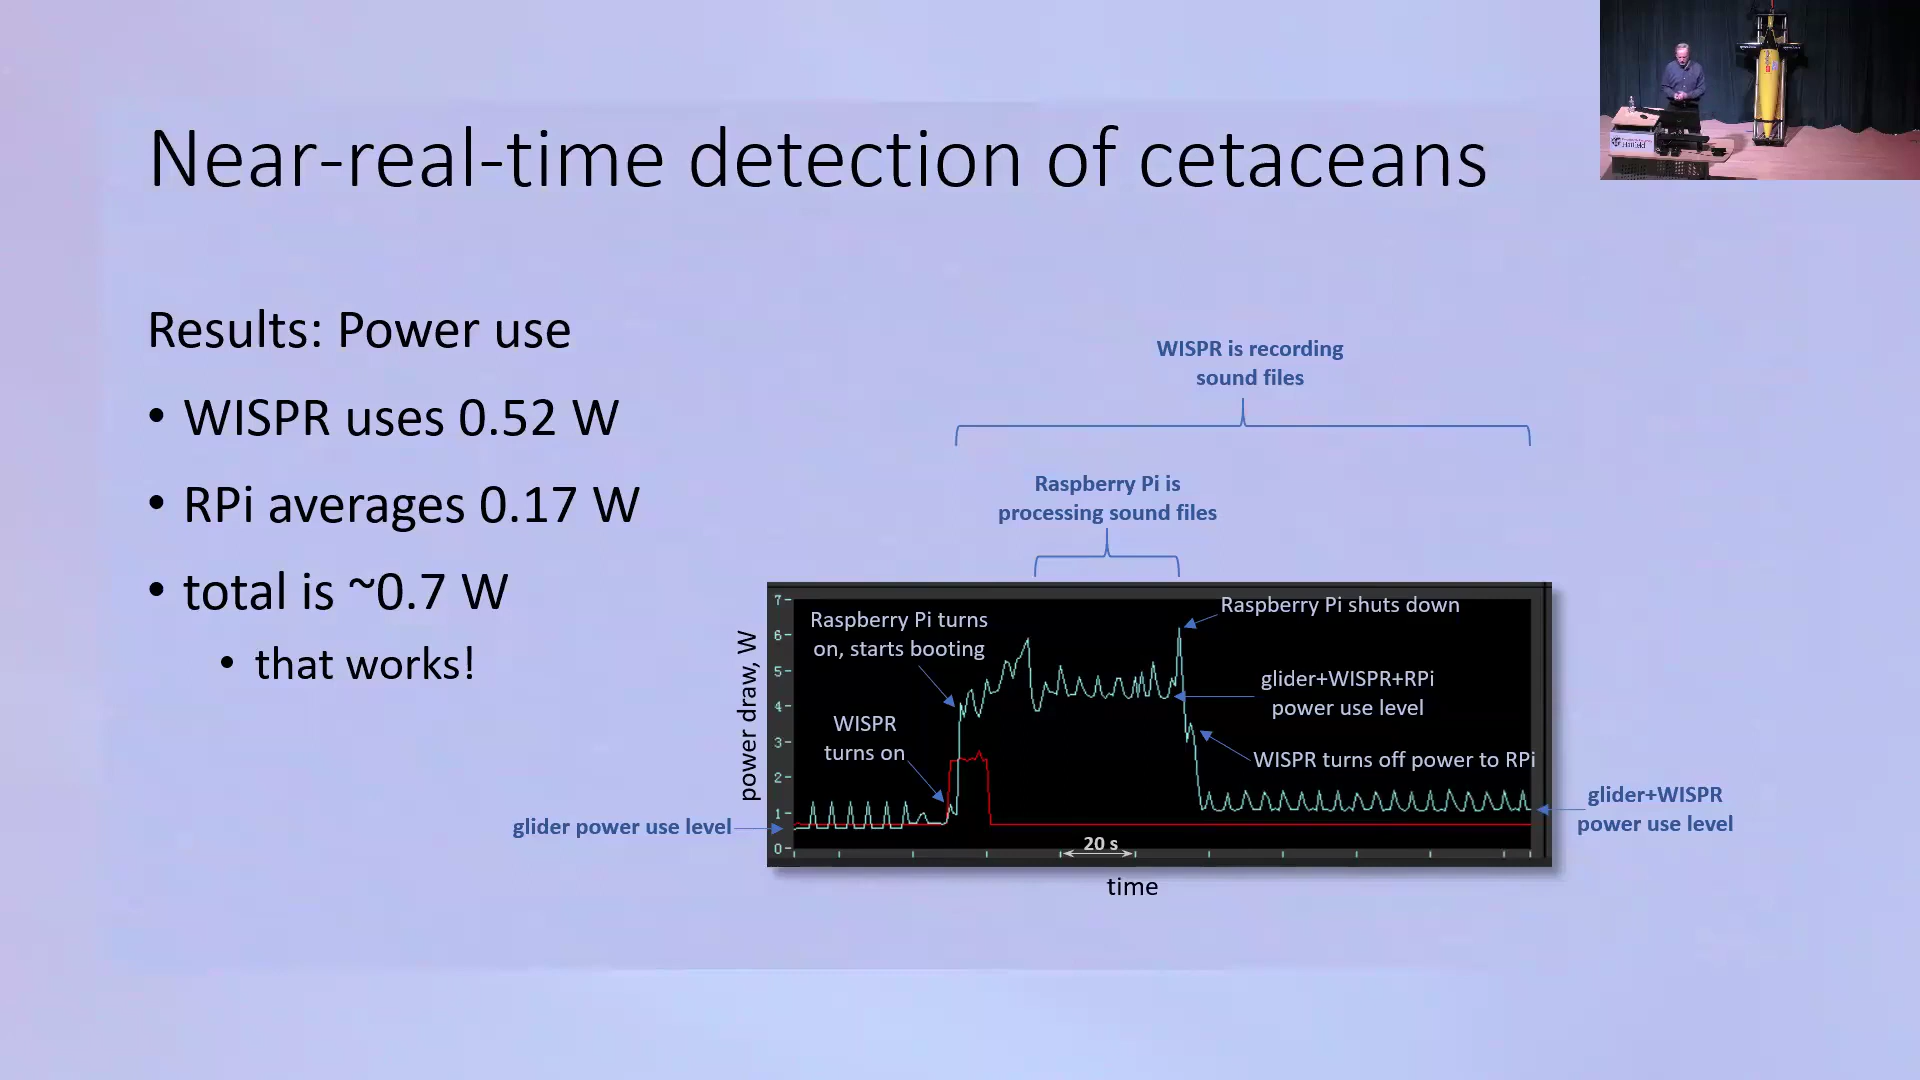 Near-real-time detection of cetaceans
Results: Power use
• WISPR uses 0.52 W
• RPi averages 0.17 W
• total is ~0.7 W
• that works!
WISPR is recording
sound files
Raspberry Pi is
processing sound files
Raspberry Pi turns
on, starts booting
WISPR
turns on
Raspberry Pi shuts down
glider+WISPR+RPi
power use level
WISPR turns off power to RPi
glider power use level
glider+WISPR
power use level
power draw, W
7
6
5
4
3
2
1
0
20 s
time